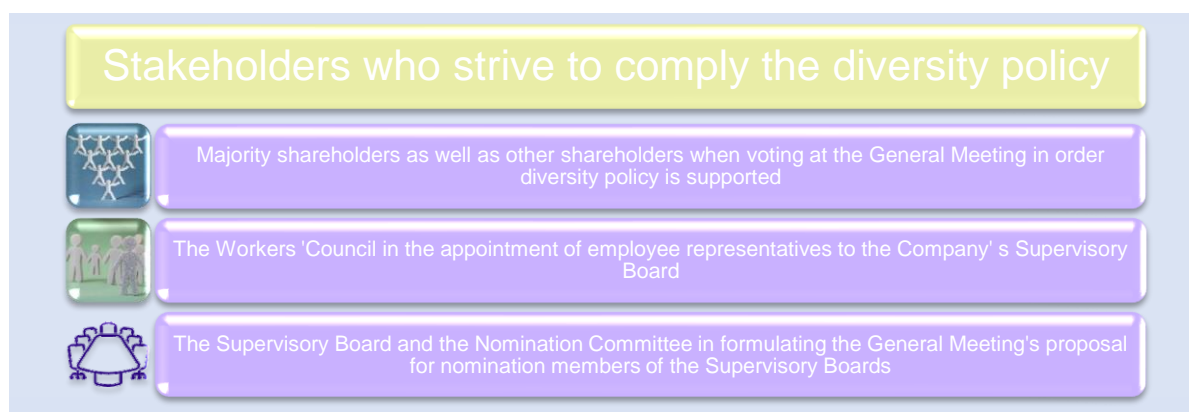 Stakeholders who strive to comply the diversity policy
Majority shareholders as well as other shareholders when voting at the General Meeting in order
diversity policy is supported
The Workers 'Council in the appointment of employee representatives to the Company' s Supervisory
Board
The Supervisory Board and the Nomination Committee in formulating the General Meeting's proposal
for nomination members of the Supervisory Boards